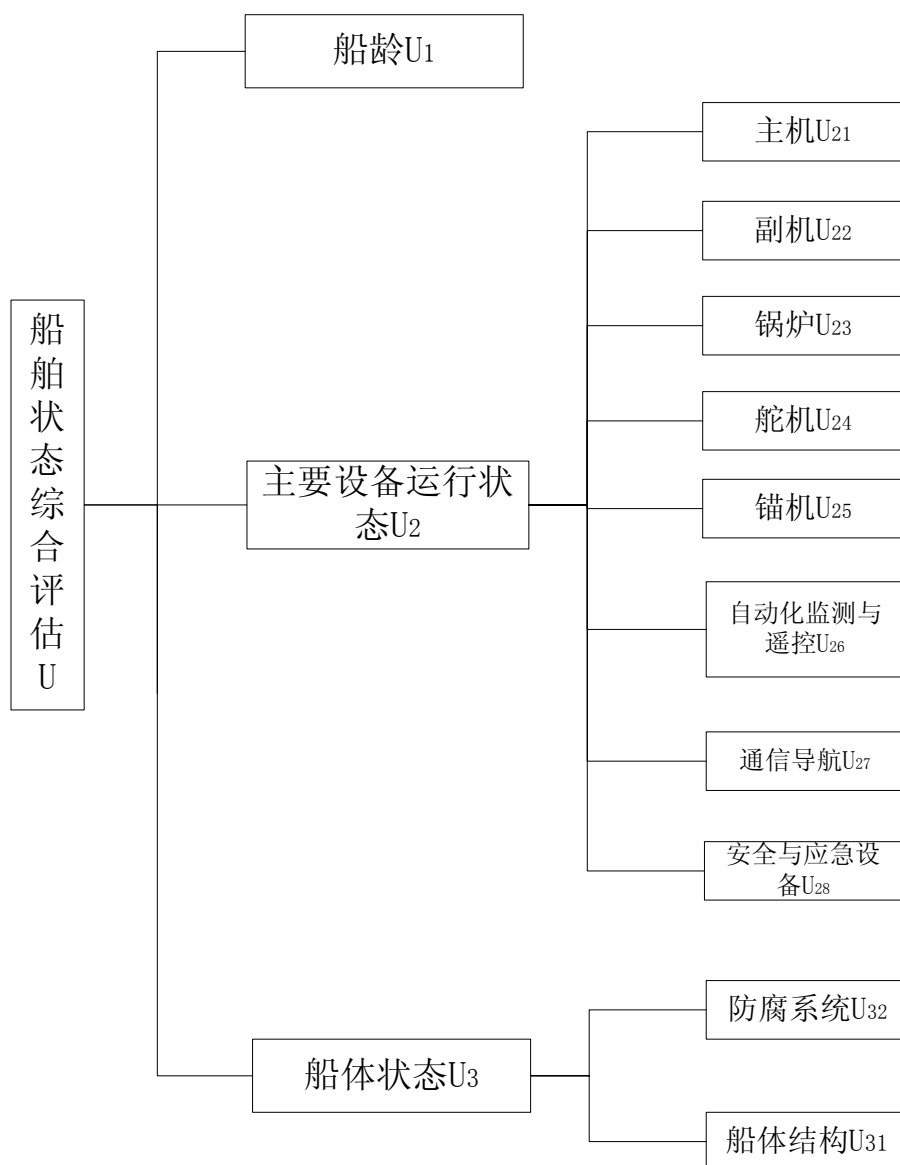 船龄U1
主机U21
副机U22
锅炉U23
舵机U24
锚机U25
自动化监测与
遥控U26
通信导航U27
安全与应急设
备U28
船舶状态综合评估U
主要设备运行状
态U2
船体状态U3
防腐系统U32
船体结构U31